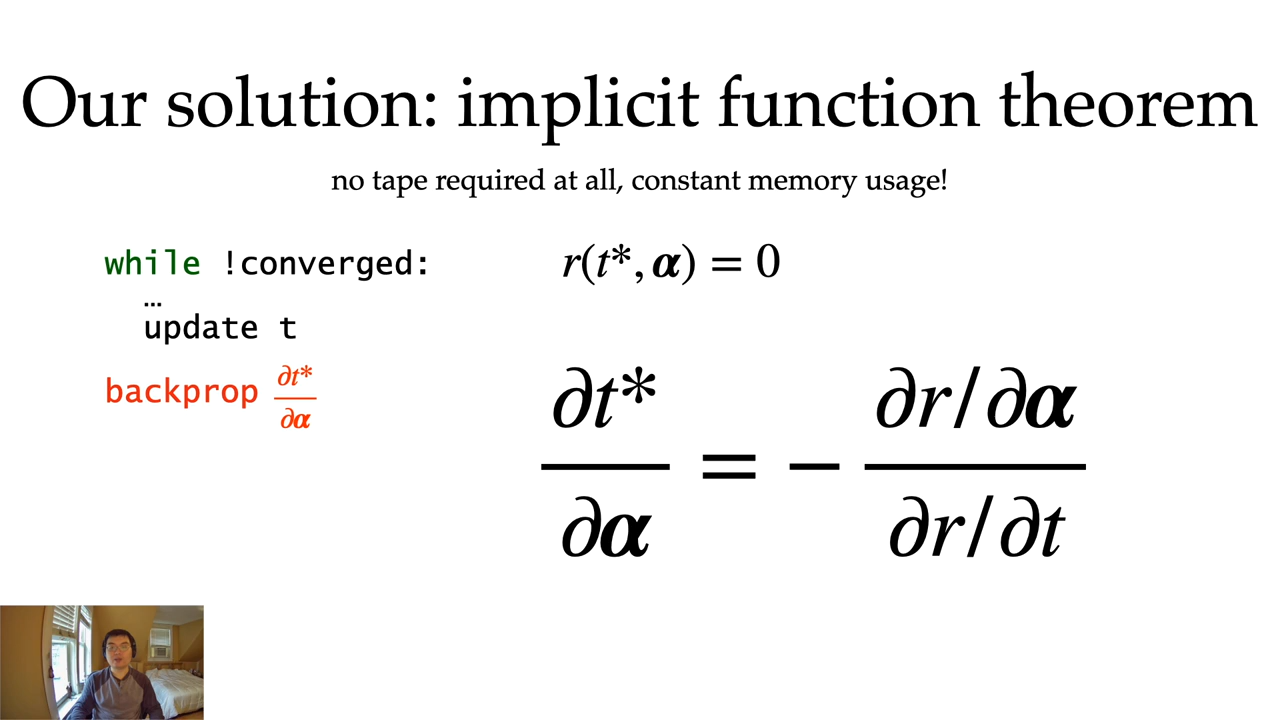 Our solution: implicit function theorem
no tape required at all, constant memory usage!
while !converged:
…
update t
backprop ∂t*/∂𝜶
r(t*, 𝜶) = 0
∂t*/∂𝜶 = − (∂r/∂𝜶)/(∂r/∂t)